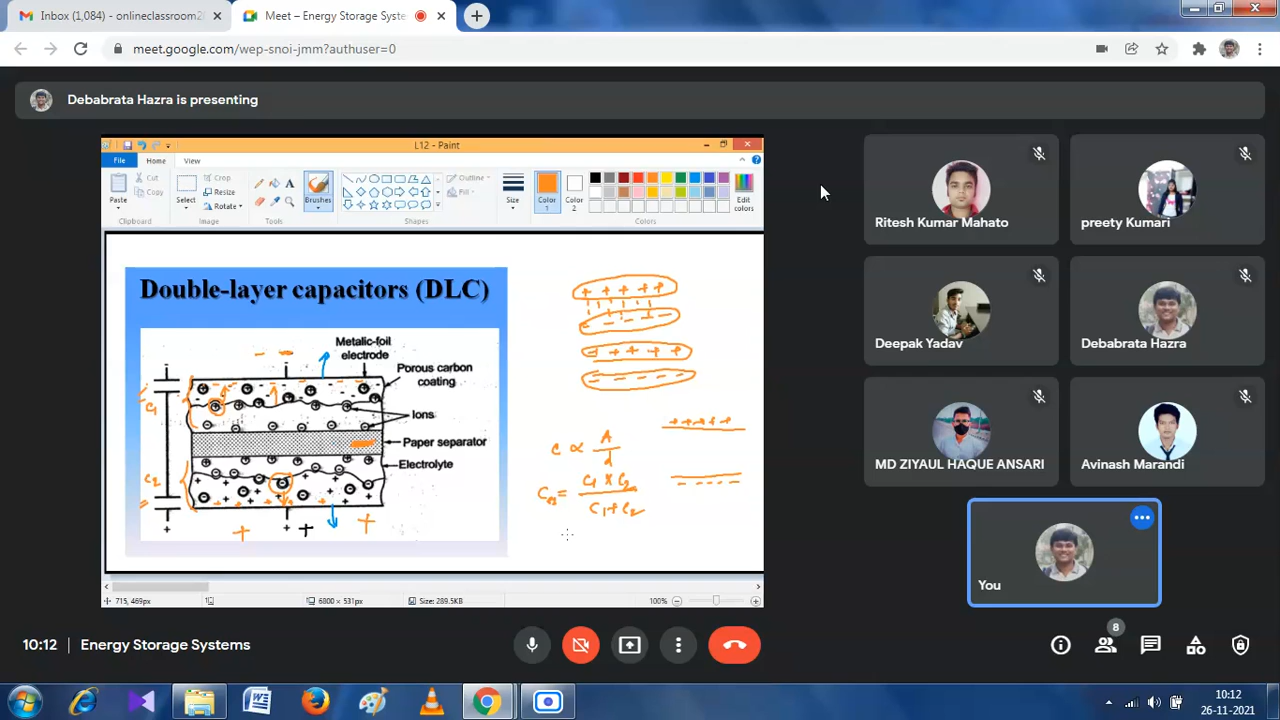 Inbox (1,084) - onlineclassroom2
Meet – Energy Storage Syste
meet.google.com/wep-snoi-jmm?authuser=0
Debabrata Hazra is presenting
L12 - Paint
File
Home
View
Paste
Cut
Copy
Select
Crop
Resize
Rotate
Image
Tools
Brushes
Shapes
Outline
Fill
Size
Color
1
Color
2
Edit
colors
Colors
Double-layer capacitors (DLC)
Metalic-foil
electrode
Porous carbon
coating
Ions
Paper separator
Electrolyte
C1
C2
C ∝ A/d
Ceq = C1 × C2 / C1 + C2
715, 469px
6800 × 531px
Size: 289.5KB
100%
Ritesh Kumar Mahato
preety Kumari
Deepak Yadav
Debabrata Hazra
MD ZIYAUL HAQUE ANSARI
Avinash Marandi
You
10:12
Energy Storage Systems
8
10:12
26-11-2021